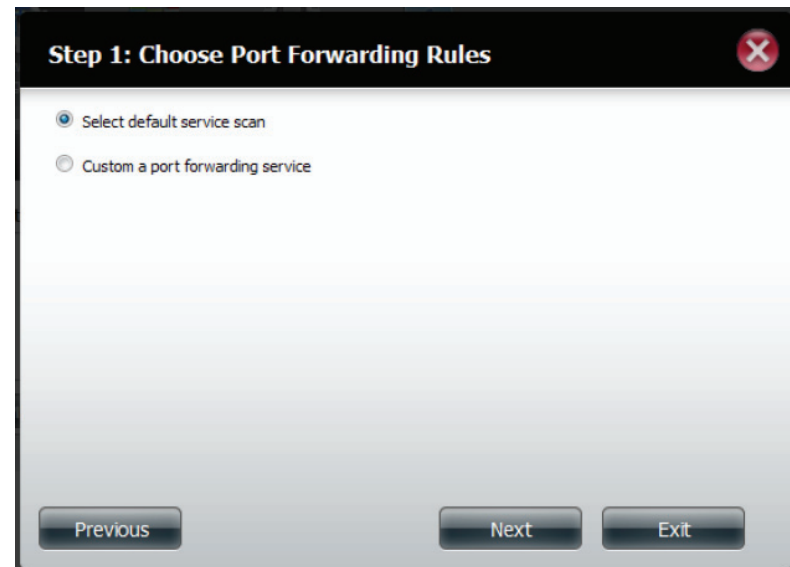 Step 1: Choose Port Forwarding Rules
Select default service scan
Custom a port forwarding service
Previous
Next
Exit